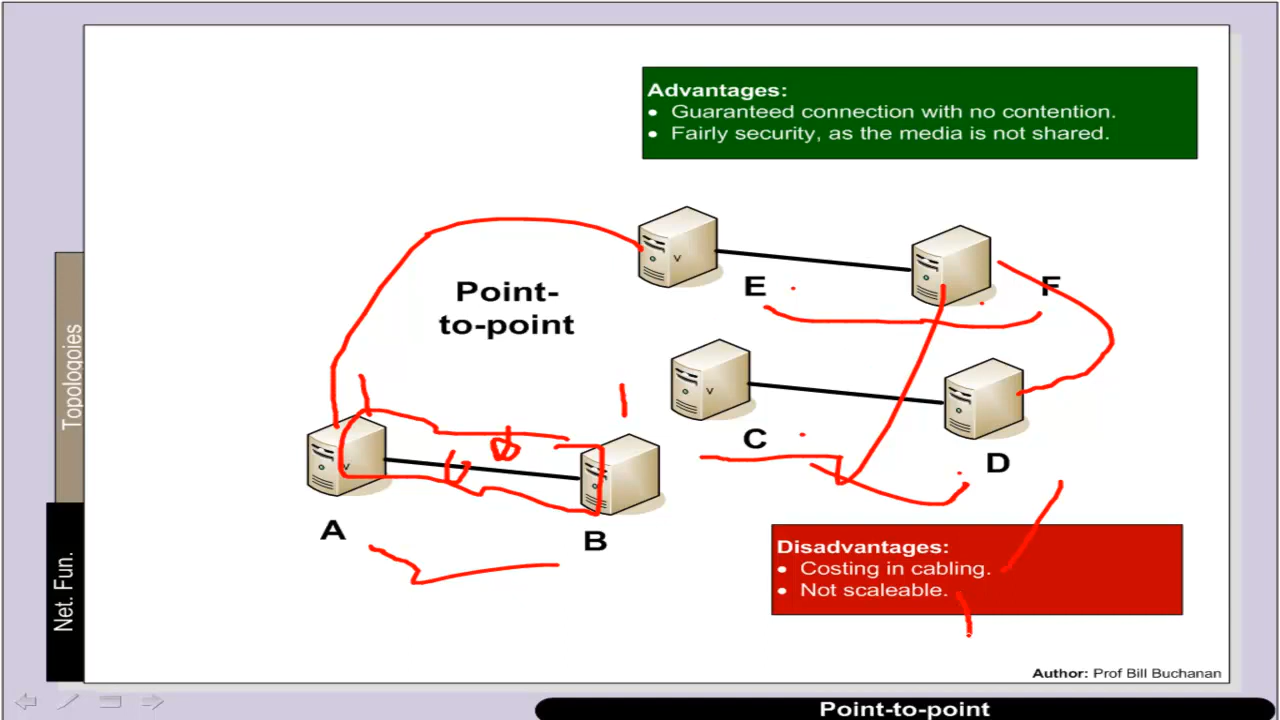 Advantages:
• Guaranteed connection with no contention.
• Fairly security, as the media is not shared.
Point-
to-point
V
E
F
V
C
D
V
A
B
Disadvantages:
• Costing in cabling.
• Not scaleable.
Topologies
Net. Fun.
Author: Prof Bill Buchanan
Point-to-point